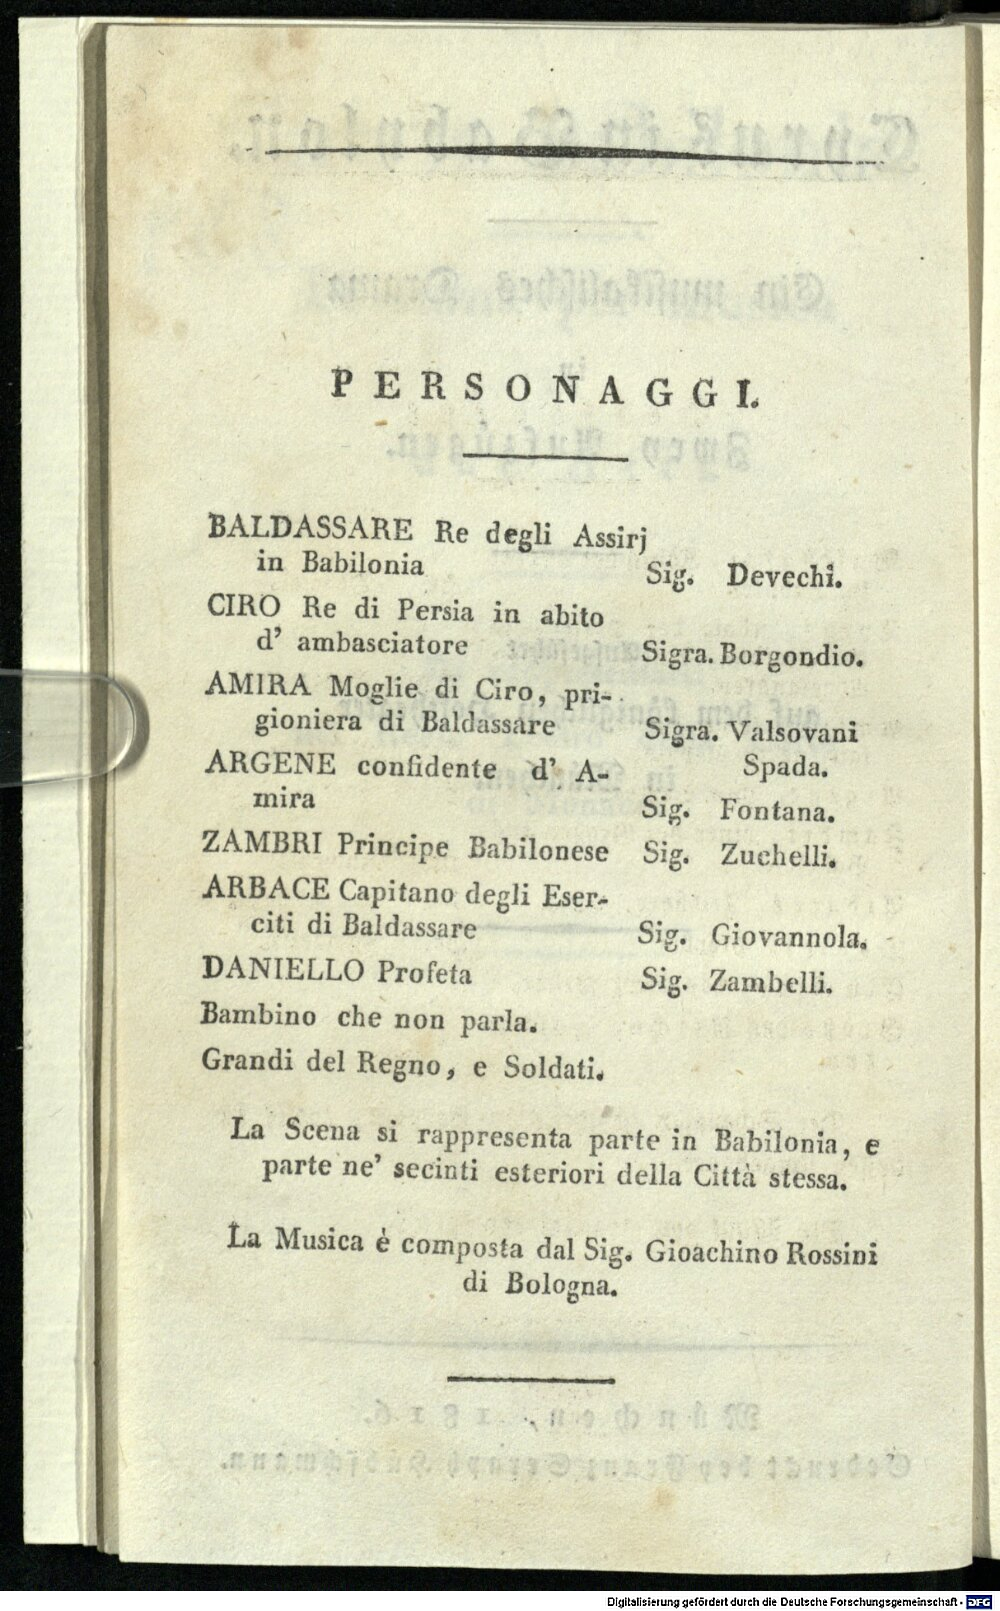 PERSONAGGI.
BALDASSARE Re degli Assirj
in Babilonia Sig. Devechi.
CIRO Re di Persia in abito
d' ambasciatore Sigra. Borgondio.
AMIRA Moglie di Ciro, pri-
gioniera di Baldassare Sigra. Valsovani
Spada.
ARGENE confidente d' A-
mira Sig. Fontana.
ZAMBRI Principe Babilonese Sig. Zuchelli.
ARBACE Capitano degli Eser-
citi di Baldassare Sig. Giovannola.
DANIELLO Profeta Sig. Zambelli.
Bambino che non parla.
Grandi del Regno, e Soldati.
La Scena si rappresenta parte in Babilonia, e
parte ne' secinti esteriori della Città stessa.
La Musica è composta dal Sig. Gioachino Rossini
di Bologna.
Digitalisierung gefördert durch die Deutsche Forschungsgemeinschaft - DFG